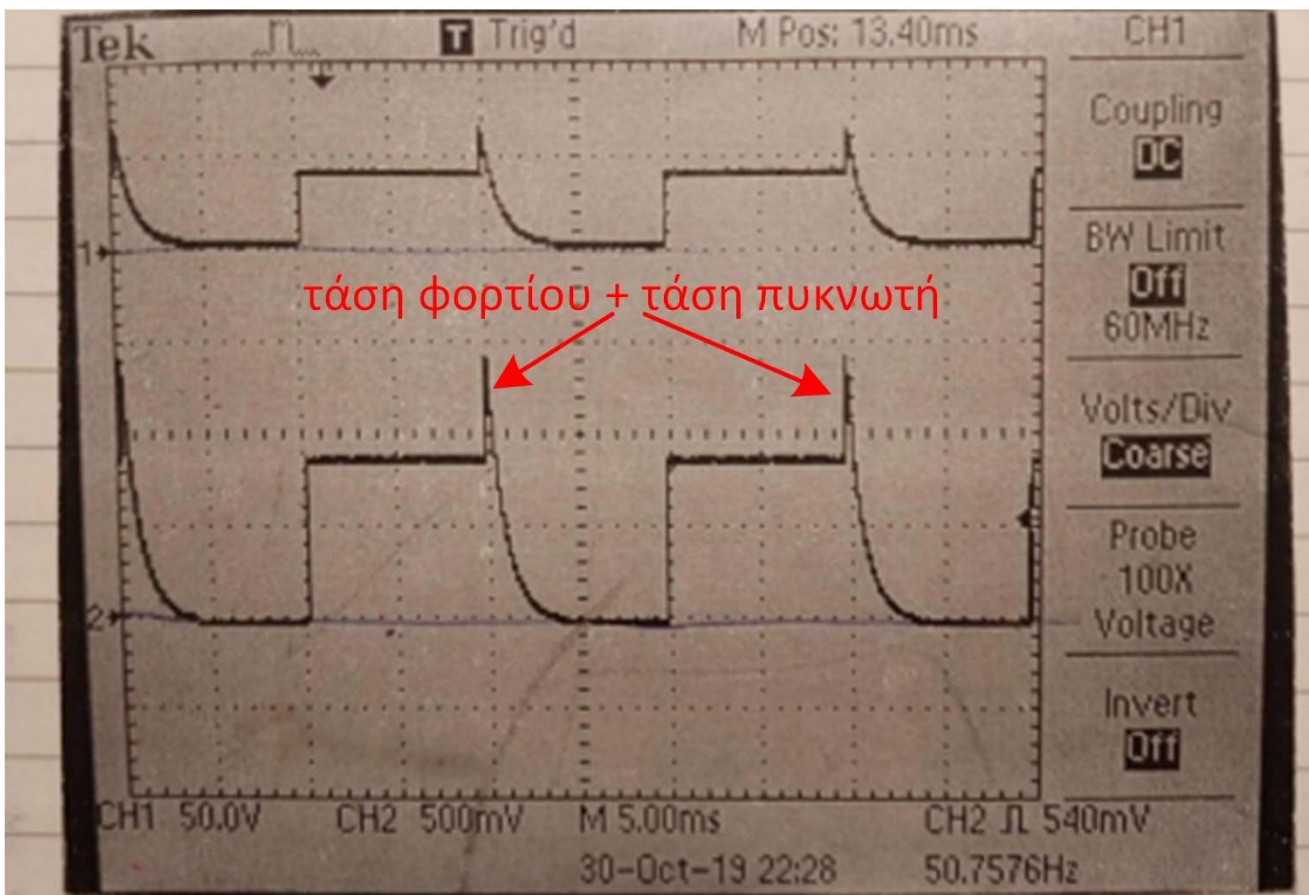 Tek T Trig'd M Pos: 13.40ms CH1
Coupling
DC
1
BW Limit
Off
60MHz
τάση φορτίου + τάση πυκνωτή
Volts/Div
Coarse
Probe
100X
Voltage
2
Invert
Off
CH1 50.0V CH2 500mV M 5.00ms CH2 540mV
30-Oct-19 22:28 50.7576Hz